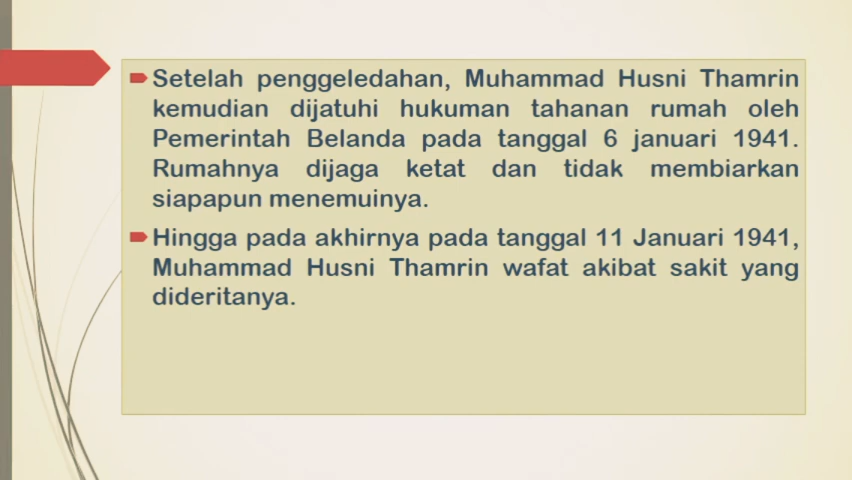 Setelah penggeledahan, Muhammad Husni Thamrin
kemudian dijatuhi hukuman tahanan rumah oleh
Pemerintah Belanda pada tanggal 6 januari 1941.
Rumahnya dijaga ketat dan tidak membiarkan
siapapun menemuinya.
Hingga pada akhirnya pada tanggal 11 Januari 1941,
Muhammad Husni Thamrin wafat akibat sakit yang
dideritanya.